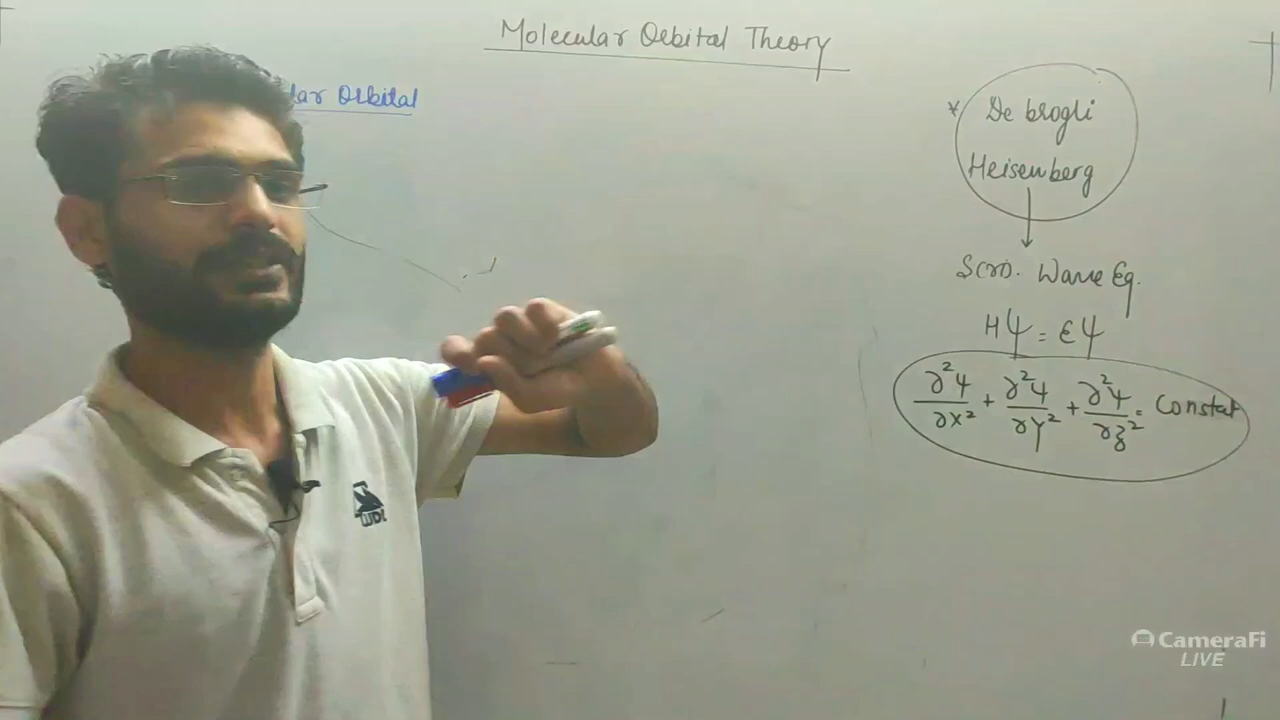 Molecular Orbital Theory
lar Orbital
* De brogli
Heisenberg
Scro. Wave Eq.
Hψ = Eψ
∂²ψ/∂x² + ∂²ψ/∂y² + ∂²ψ/∂z² = Constat
WDL
CameraFi
LIVE